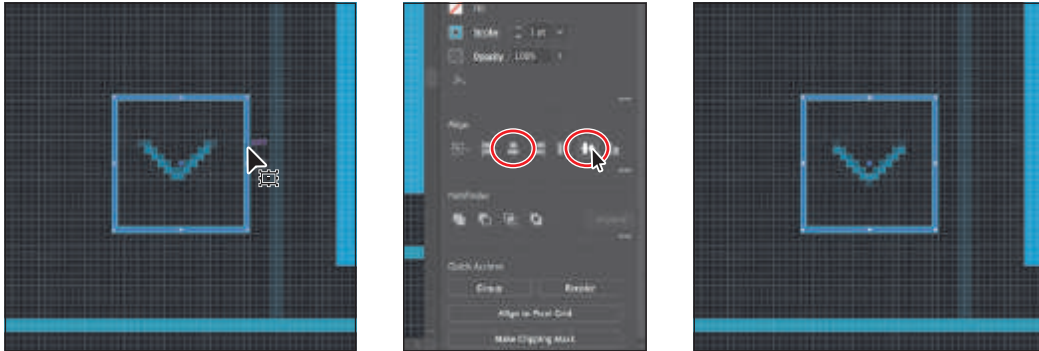 Fill
Stroke 1 pt
Opacity 100%
Align
Pathfinder
Expand
Quick Actions
Group Recolor
Align to Pixel Grid
Make Clipping Mask